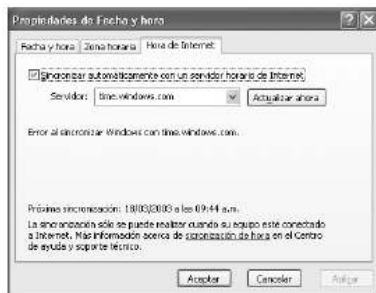 Propiedades de Fecha y hora
Fecha y hora
Zona horaria
Hora de Internet
Sincronizar automáticamente con un servidor horario de Internet
Servidor:
time.windows.com
Actualizar ahora
Error al sincronizar Windows con time.windows.com.
Próxima sincronización: 18/03/2003 a las 09:44 a.m.
La sincronización sólo se puede realizar cuando su equipo esté conectado
a Internet. Más información acerca de sicronización de hora en el Centro
de ayuda y soporte técnico.
Aceptar
Cancelar
Aplicar